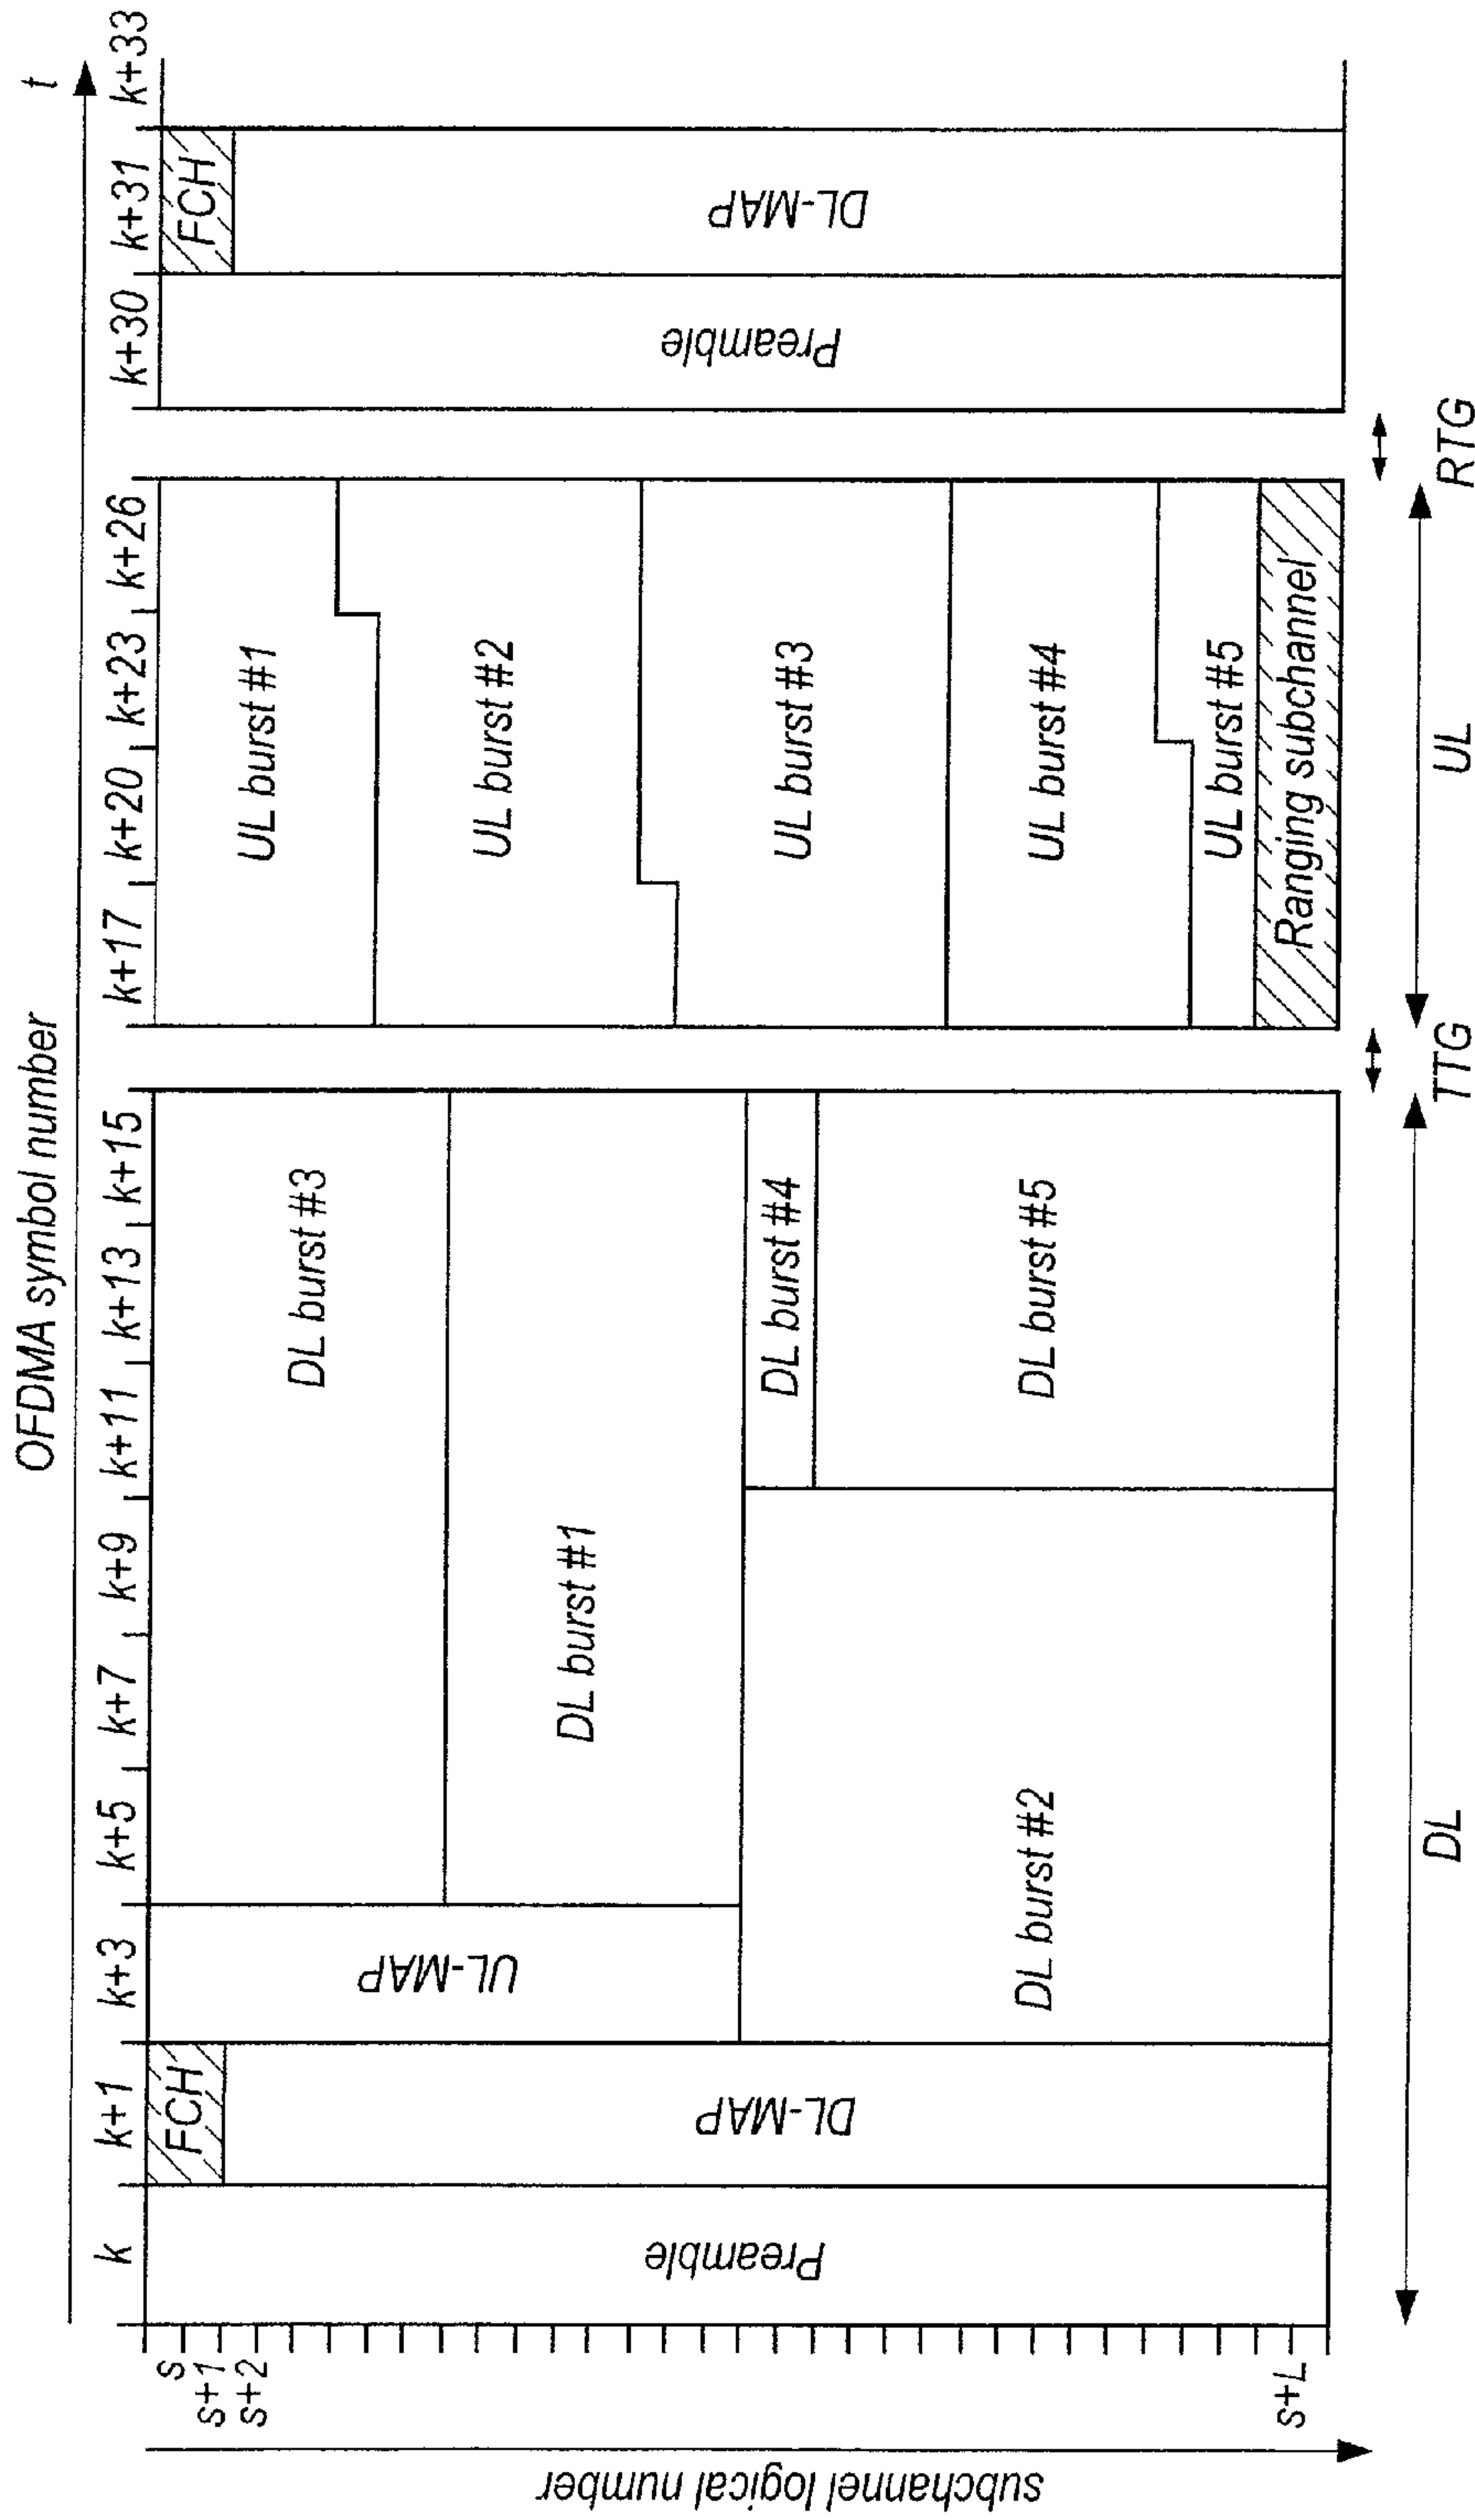 OFDMA symbol number
t
k
k+1
k+3
k+5
k+7
k+9
k+11
k+13
k+15
k+17
k+20
k+23
k+26
k+30
k+31
k+33
s
s+1
s+2
s+L
subchannel logical number
Preamble
FCH
DL-MAP
UL-MAP
DL burst #3
DL burst #1
DL burst #2
DL burst #4
DL burst #5
UL burst #1
UL burst #2
UL burst #3
UL burst #4
UL burst #5
Ranging subchannel
Preamble
FCH
DL-MAP
DL
TTG
UL
RTG